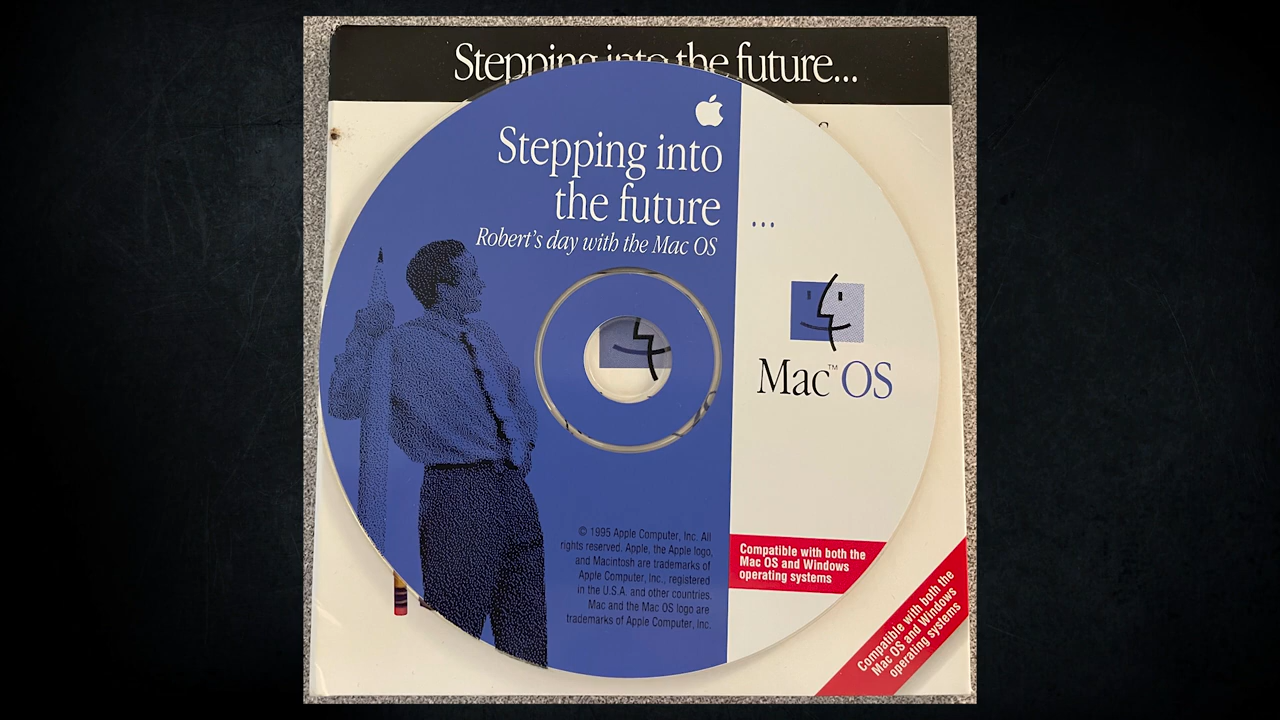 Stepping into the future...
Stepping into
the future
...
Robert's day with the Mac OS
Mac™ OS
© 1995 Apple Computer, Inc. All
rights reserved. Apple, the Apple logo,
and Macintosh are trademarks of
Apple Computer, Inc., registered
in the U.S.A. and other countries.
Mac and the Mac OS logo are
trademarks of Apple Computer, Inc.
Compatible with both the
Mac OS and Windows
operating systems
Compatible with both the
Mac OS and Windows
operating systems